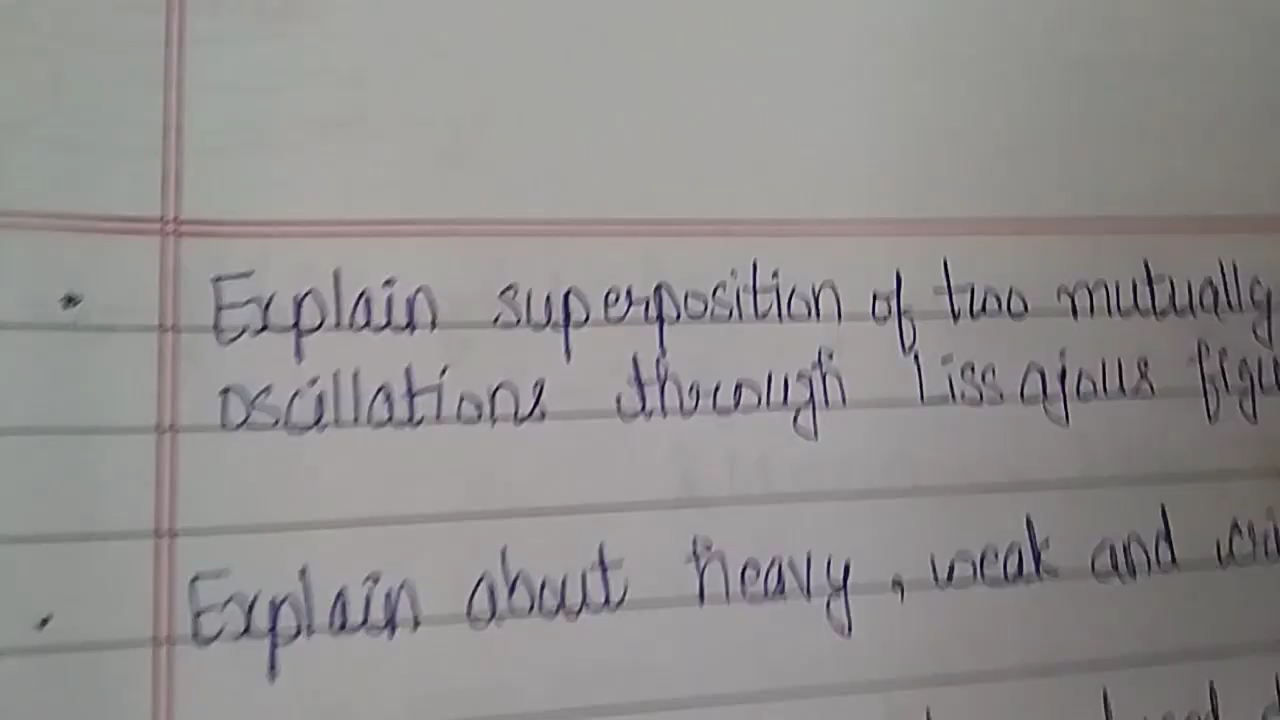 Explain superposition of two mutually
oscillations through Lissajous
Explain about heavy, weak and